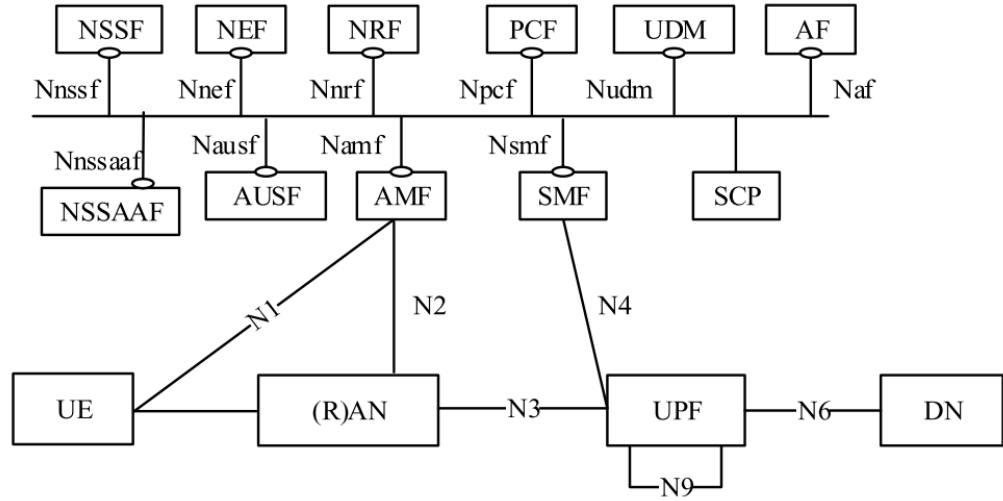 NSSF NEF NRF PCF UDM AF
Nnssf Nnef Nnrf Npcf Nudm Naf
Nnssaaf Nausf Namf Nsmf
NSSAAF AUSF AMF SMF SCP
N1 N2 N4
UE (R)AN N3 UPF N6 DN
N9